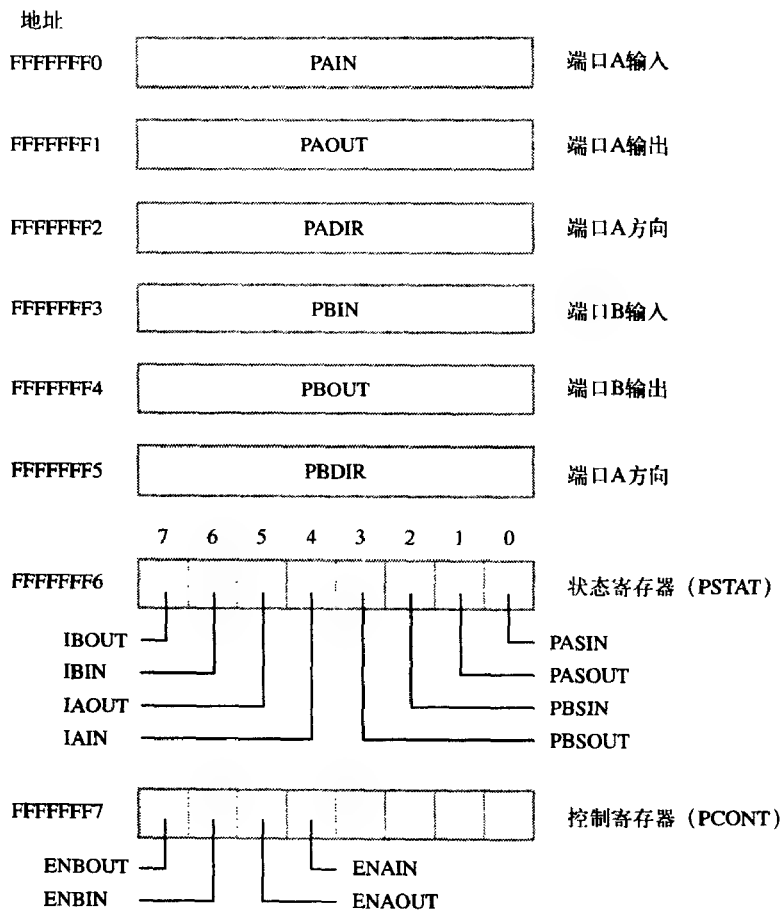 地址
FFFFFFF0 PAIN 端口A输入
FFFFFFF1 PAOUT 端口A输出
FFFFFFF2 PADIR 端口A方向
FFFFFFF3 PBIN 端口B输入
FFFFFFF4 PBOUT 端口B输出
FFFFFFF5 PBDIR 端口A方向
7 6 5 4 3 2 1 0
FFFFFFF6 状态寄存器（PSTAT）
IBOUT PASIN
IBIN PASOUT
IAOUT PBSIN
IAIN PBSOUT
FFFFFFF7 控制寄存器（PCONT）
ENBOUT ENAIN
ENBIN ENAOUT